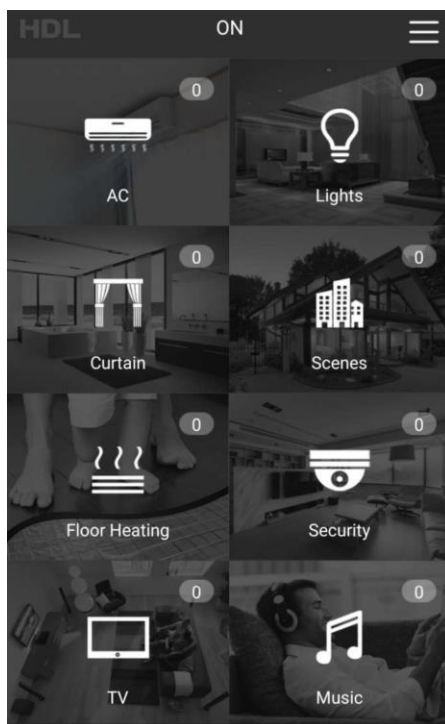 HDL
ON
0
0
AC
Lights
0
0
Curtain
Scenes
0
0
Floor Heating
Security
0
0
TV
Music